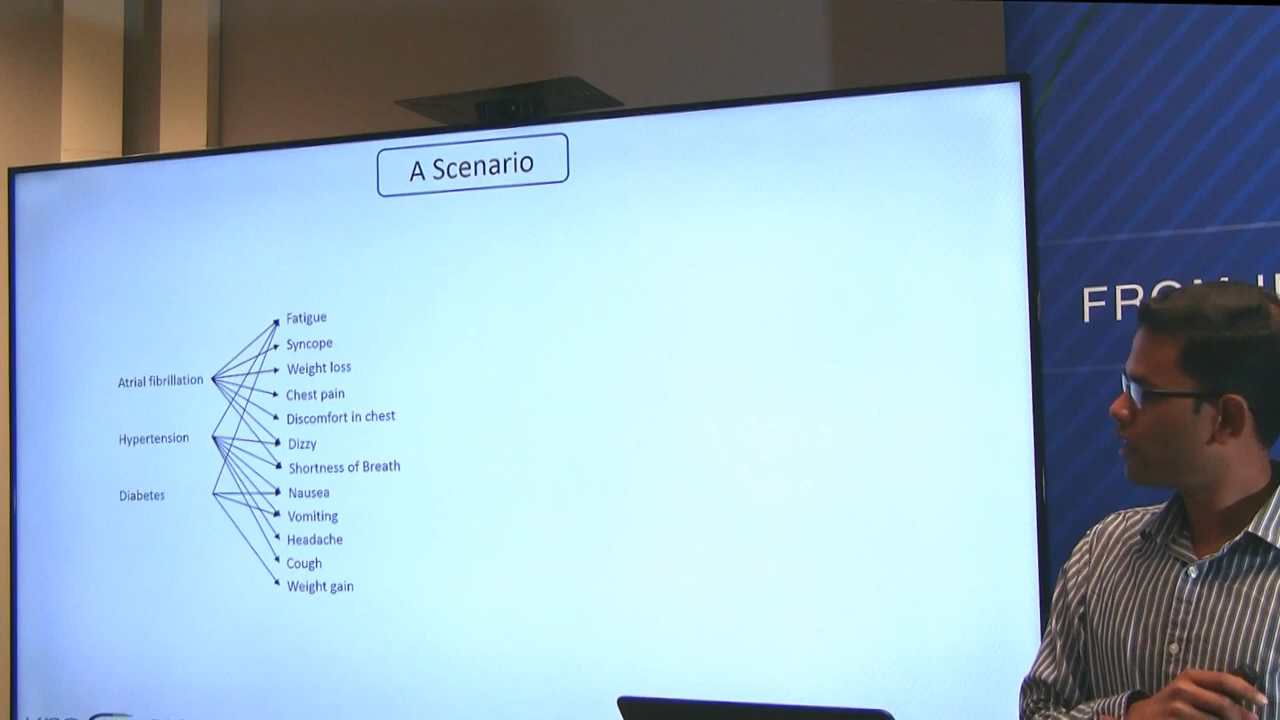 A Scenario
Fatigue
Syncope
Weight loss
Atrial fibrillation
Chest pain
Discomfort in chest
Hypertension
Dizzy
Shortness of Breath
Diabetes
Nausea
Vomiting
Headache
Cough
Weight gain
FROM